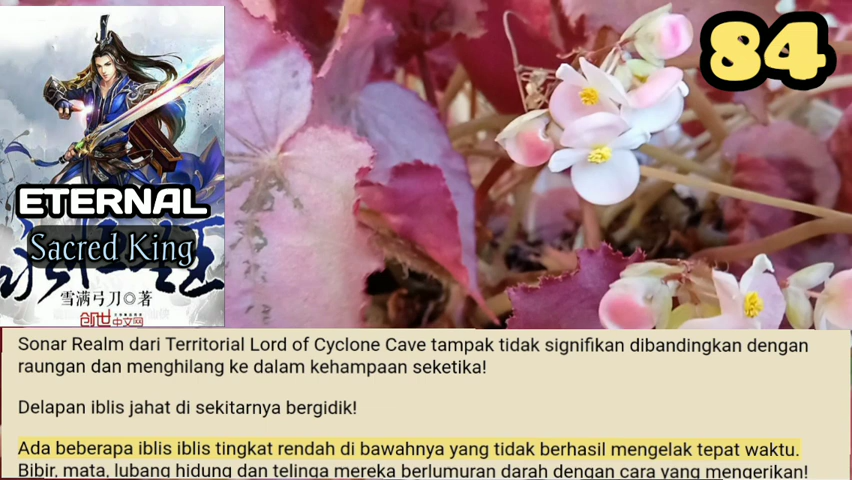 84
ETERNAL
Sacred King
雪满弓刀◎著
创世中文网
Sonar Realm dari Territorial Lord of Cyclone Cave tampak tidak signifikan dibandingkan dengan
raungan dan menghilang ke dalam kehampaan seketika!
Delapan iblis jahat di sekitarnya bergidik!
Ada beberapa iblis iblis tingkat rendah di bawahnya yang tidak berhasil mengelak tepat waktu.
Bibir, mata, lubang hidung dan telinga mereka berlumuran darah dengan cara yang mengerikan!